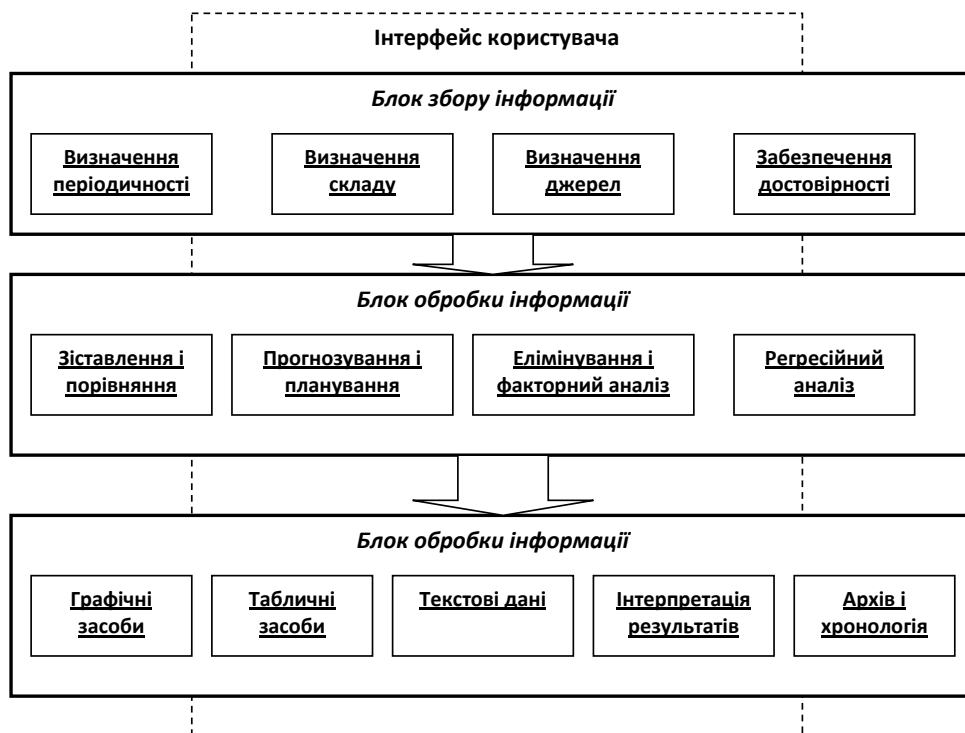 Інтерфейс користувача
Блок збору інформації
Визначення
періодичності
Визначення
складу
Визначення
джерел
Забезпечення
достовірності
Блок обробки інформації
Зіставлення і
порівняння
Прогнозування і
планування
Елімінування і
факторний аналіз
Регресійний
аналіз
Блок обробки інформації
Графічні
засоби
Табличні
засоби
Текстові дані
Інтерпретація
результатів
Архів і
хронологія